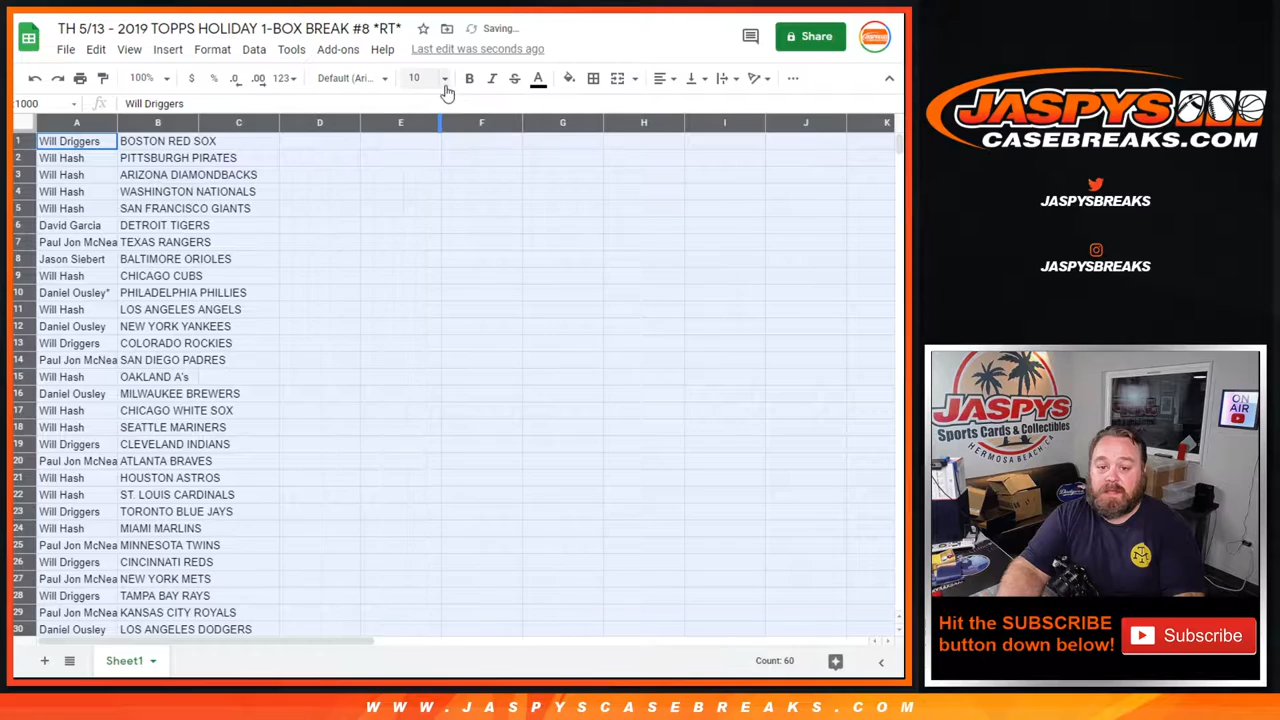 TH 5/13 - 2019 TOPPS HOLIDAY 1-BOX BREAK #8 *RT*
Saving...
File Edit View Insert Format Data Tools Add-ons Help Last edit was seconds ago
Share
100% $ % .0 .00 123 Default (Ari... 10 B I S A
:1000 fx Will Driggers
A B C D E F G H I J K
1 Will Driggers BOSTON RED SOX
2 Will Hash PITTSBURGH PIRATES
3 Will Hash ARIZONA DIAMONDBACKS
4 Will Hash WASHINGTON NATIONALS
5 Will Hash SAN FRANCISCO GIANTS
6 David Garcia DETROIT TIGERS
7 Paul Jon McNea TEXAS RANGERS
8 Jason Siebert BALTIMORE ORIOLES
9 Will Hash CHICAGO CUBS
10 Daniel Ousley* PHILADELPHIA PHILLIES
11 Will Hash LOS ANGELES ANGELS
12 Daniel Ousley NEW YORK YANKEES
13 Will Driggers COLORADO ROCKIES
14 Paul Jon McNea SAN DIEGO PADRES
15 Will Hash OAKLAND A's
16 Daniel Ousley MILWAUKEE BREWERS
17 Will Hash CHICAGO WHITE SOX
18 Will Hash SEATTLE MARINERS
19 Will Driggers CLEVELAND INDIANS
20 Paul Jon McNea ATLANTA BRAVES
21 Will Hash HOUSTON ASTROS
22 Will Hash ST. LOUIS CARDINALS
23 Will Driggers TORONTO BLUE JAYS
24 Will Hash MIAMI MARLINS
25 Paul Jon McNea MINNESOTA TWINS
26 Will Driggers CINCINNATI REDS
27 Paul Jon McNea NEW YORK METS
28 Will Driggers TAMPA BAY RAYS
29 Paul Jon McNea KANSAS CITY ROYALS
30 Daniel Ousley LOS ANGELES DODGERS
Sheet1
Count: 60
JASPYS
CASEBREAKS.COM
JASPYSBREAKS
JASPYSBREAKS
JASPYS
Sports Cards & Collectibles
HERMOSA BEACH, CA
ON
AIR
Dodgers
Hit the SUBSCRIBE
button down below!
Subscribe
WWW.JASPYSCASEBREAKS.COM